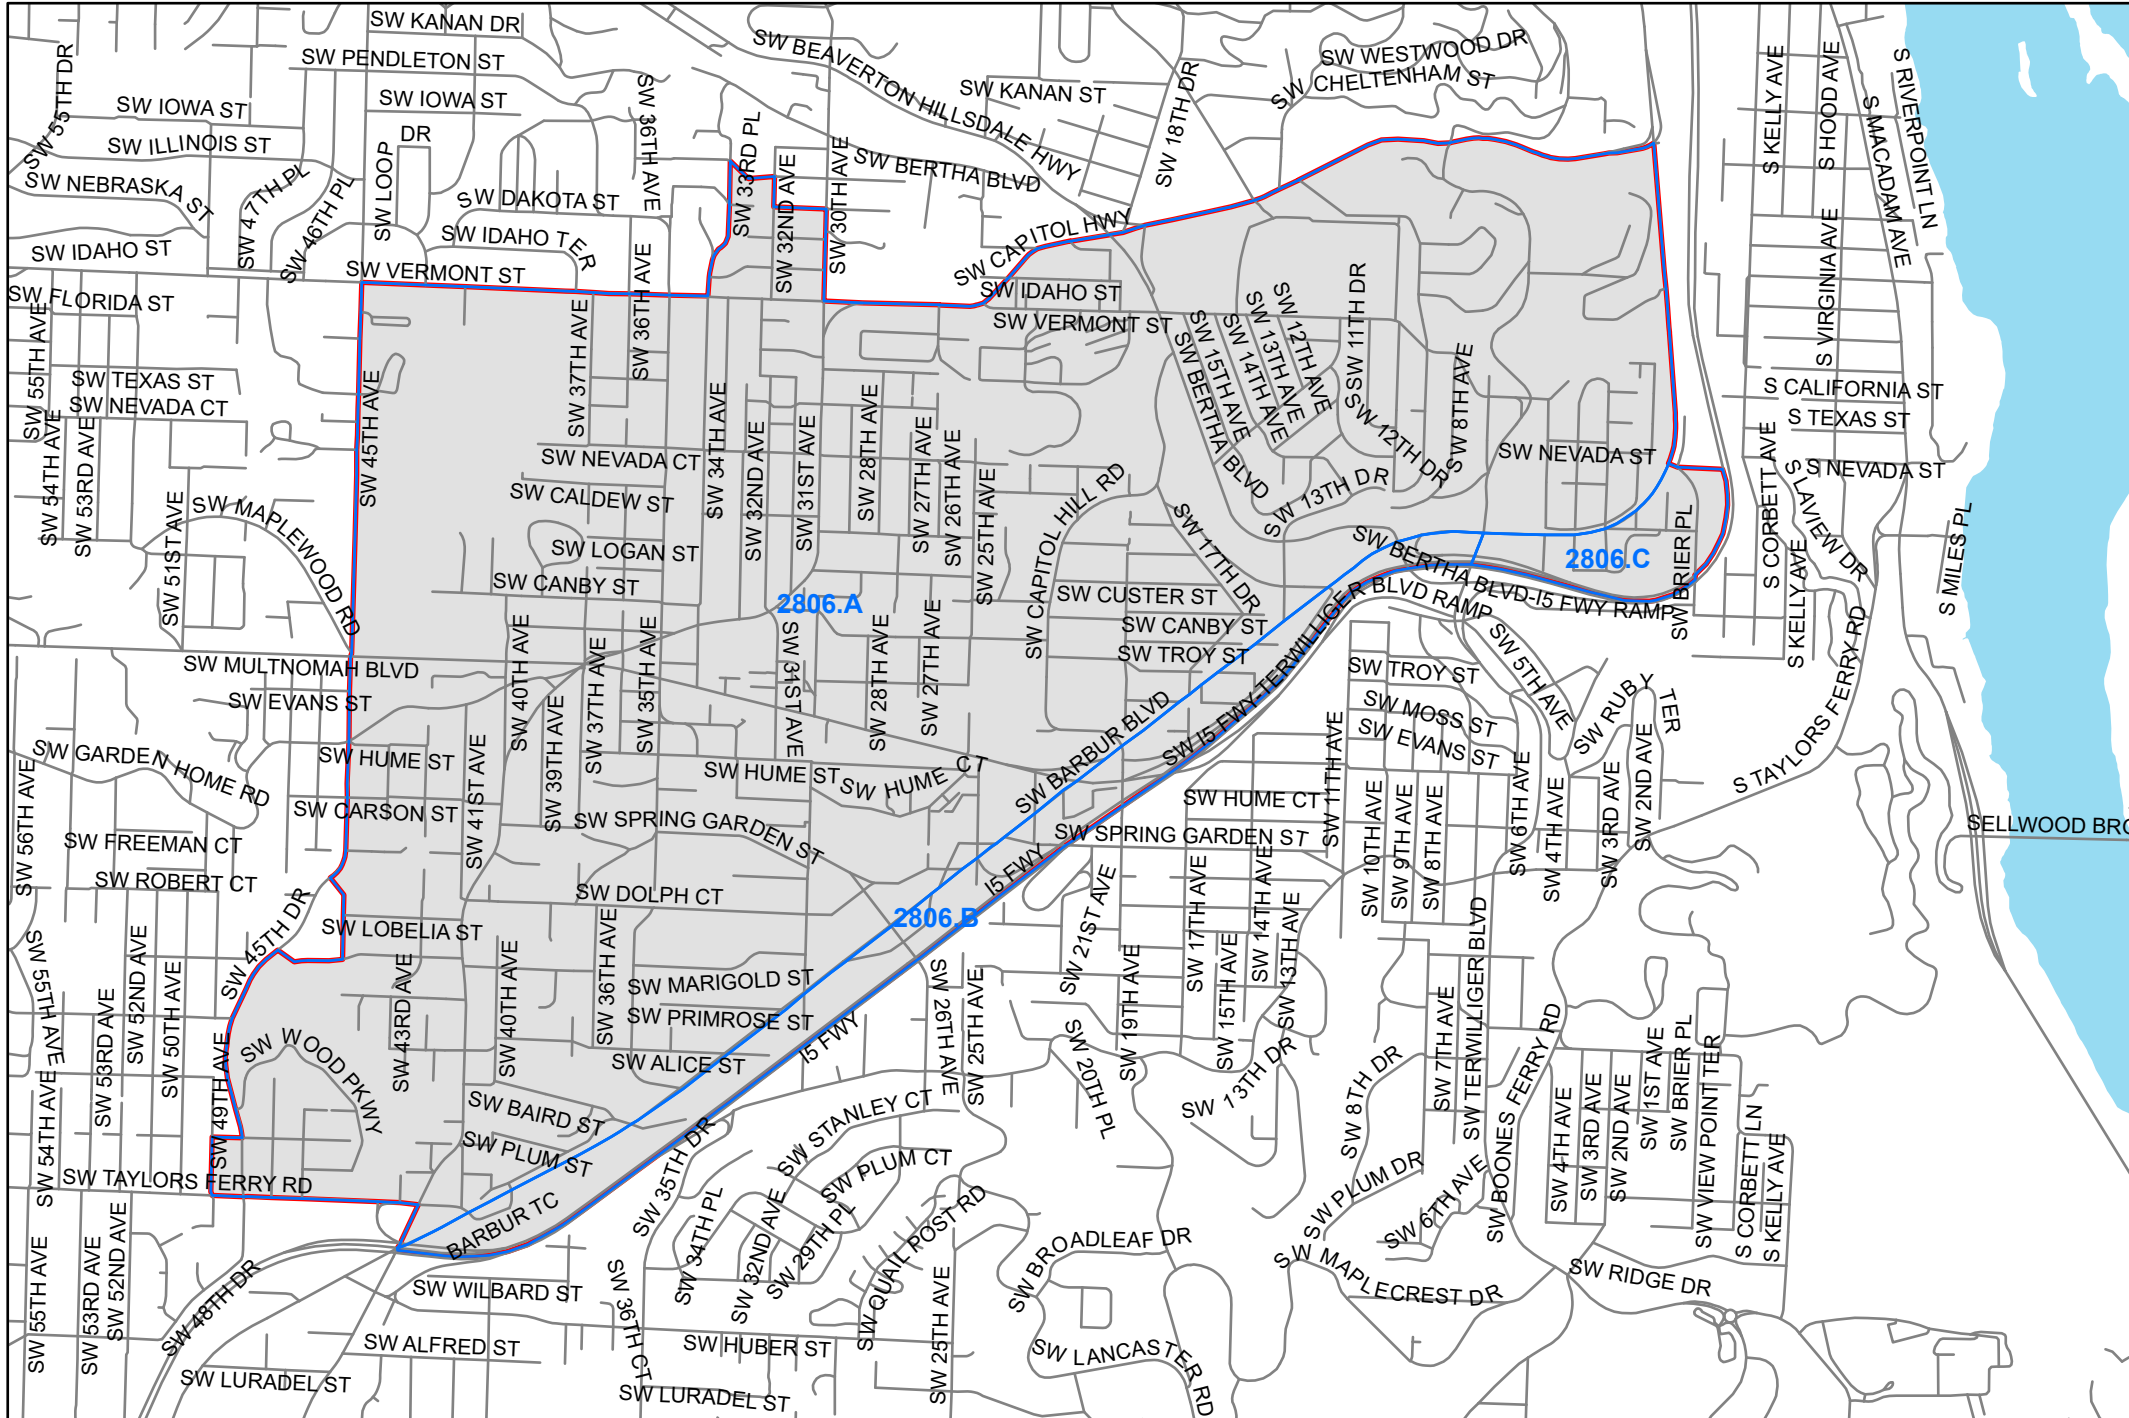 SW KANAN DR
SW PENDLETON ST
SW IOWA ST
SW IOWA ST
SW 55TH DR
SW ILLINOIS ST
SW NEBRASKA ST
SW IDAHO ST
SW 47TH PL
SW 46TH PL
SW LOOP DR
SW DAKOTA ST
SW IDAHO TER
SW 36TH AVE
SW 33RD PL
SW 32ND AVE
SW 30TH AVE
SW BEAVERTON HILLSDALE HWY
SW BERTHA BLVD
SW KANAN ST
SW 18TH DR
SW WESTWOOD DR
SW CHELTENHAM ST
S KELLY AVE
S HOOD AVE
S MACADAM AVE
S RIVERPOINT LN
S VIRGINIA AVE
SW CAPITOL HWY
SW IDAHO ST
SW VERMONT ST
SW VERMONT ST
SW FLORIDA ST
SW 55TH AVE
SW TEXAS ST
SW NEVADA CT
SW 54TH AVE
SW 53RD AVE
SW 45TH AVE
SW 37TH AVE
SW 36TH AVE
SW 34TH AVE
SW 32ND AVE
SW 31ST AVE
SW 28TH AVE
SW 27TH AVE
SW 26TH AVE
SW 25TH AVE
SW NEVADA CT
SW CALDEW ST
SW LOGAN ST
SW CANBY ST
SW BERTHA BLVD
SW 15TH AVE
SW 14TH AVE
SW 13TH AVE
SW 12TH AVE
SW 11TH DR
SW 12TH DR
SW 8TH AVE
SW 13TH DR
SW NEVADA ST
S CALIFORNIA ST
S TEXAS ST
S NEVADA ST
S CORBETT AVE
S LAVIEW DR
S KELLY AVE
S MILES PL
S TAYLORS FERRY RD
SW 51ST AVE
SW MAPLEWOOD RD
SW MULTNOMAH BLVD
SW EVANS ST
SW GARDEN HOME RD
SW HUME ST
SW CARSON ST
SW FREEMAN CT
SW ROBERT CT
SW 56TH AVE
2806.A
2806.B
2806.C
SW CAPITOL HILL RD
SW 17TH DR
SW CUSTER ST
SW CANBY ST
SW TROY ST
SW BERTHA BLVD-I5 FWY RAMP
SW I5 FWY-TERWILLIGER BLVD RAMP
SW BRIER PL
SW 40TH AVE
SW 39TH AVE
SW 37TH AVE
SW 35TH AVE
SW 31ST AVE
SW 28TH AVE
SW 27TH AVE
SW 41ST AVE
SW HUME ST
SW HUME CT
SW SPRING GARDEN ST
SW BARBUR BLVD
I5 FWY
SW SPRING GARDEN ST
SW HUME CT
SW TROY ST
SW MOSS ST
SW EVANS ST
SW 5TH AVE
SW RUBY TER
SW 11TH AVE
SW 10TH AVE
SW 9TH AVE
SW 8TH AVE
SW 6TH AVE
SW 4TH AVE
SW 3RD AVE
SW 2ND AVE
SELLWOOD BRG
SW DOLPH CT
SW LOBELIA ST
SW 45TH DR
SW MARIGOLD ST
SW PRIMROSE ST
SW ALICE ST
SW 36TH AVE
SW 40TH AVE
SW 43RD AVE
SW 55TH AVE
SW 53RD AVE
SW 52ND AVE
SW 50TH AVE
SW 49TH AVE
SW 54TH AVE
SW WOOD PKWY
SW BAIRD ST
SW PLUM ST
SW TAYLORS FERRY RD
BARBUR TC
I5 FWY
SW 26TH AVE
SW 25TH AVE
SW 21ST AVE
SW 19TH AVE
SW 17TH AVE
SW 15TH AVE
SW 14TH AVE
SW 13TH AVE
SW 20TH PL
SW 13TH DR
SW 8TH DR
SW 7TH AVE
SW TERWILLIGER BLVD
SW BOONES FERRY RD
SW 4TH AVE
SW 3RD AVE
SW 2ND AVE
SW 1ST AVE
SW BRIER PL
SW VIEW POINT TER
S CORBETT LN
S KELLY AVE
SW PLUM DR
SW 6TH AVE
SW MAPLECREST DR
SW RIDGE DR
SW BROADLEAF DR
SW LANCASTER RD
SW 35TH DR
SW STANLEY CT
SW PLUM CT
SW 34TH PL
SW 32ND AVE
SW 29TH PL
SW QUAIL POST RD
SW 25TH AVE
SW 55TH AVE
SW 53RD AVE
SW 52ND AVE
SW 48TH DR
SW WILBARD ST
SW ALFRED ST
SW LURADEL ST
SW 36TH CT
SW HUBER ST
SW LURADEL ST